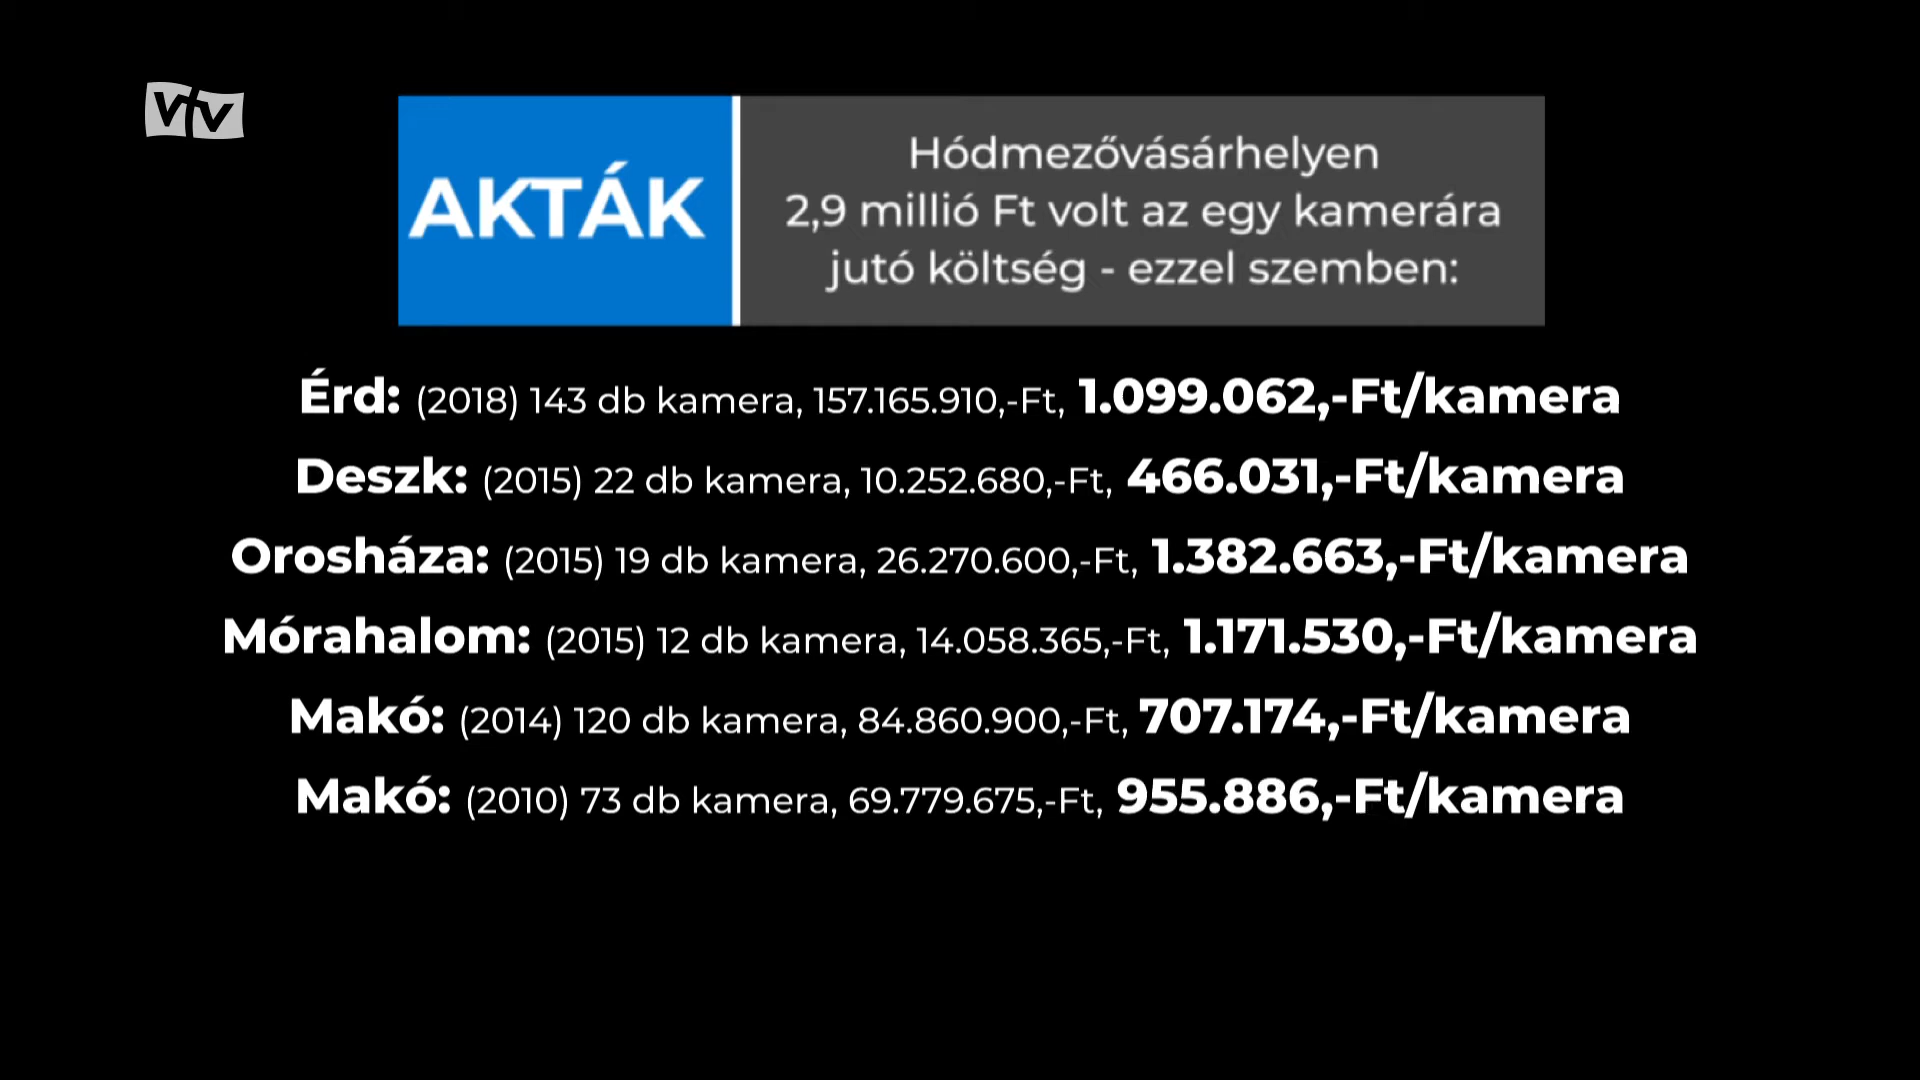 vtv
AKTÁK
Hódmezővásárhelyen
2,9 millió Ft volt az egy kamerára
jutó költség - ezzel szemben:
Érd: (2018) 143 db kamera, 157.165.910,-Ft, 1.099.062,-Ft/kamera
Deszk: (2015) 22 db kamera, 10.252.680,-Ft, 466.031,-Ft/kamera
Orosháza: (2015) 19 db kamera, 26.270.600,-Ft, 1.382.663,-Ft/kamera
Mórahalom: (2015) 12 db kamera, 14.058.365,-Ft, 1.171.530,-Ft/kamera
Makó: (2014) 120 db kamera, 84.860.900,-Ft, 707.174,-Ft/kamera
Makó: (2010) 73 db kamera, 69.779.675,-Ft, 955.886,-Ft/kamera